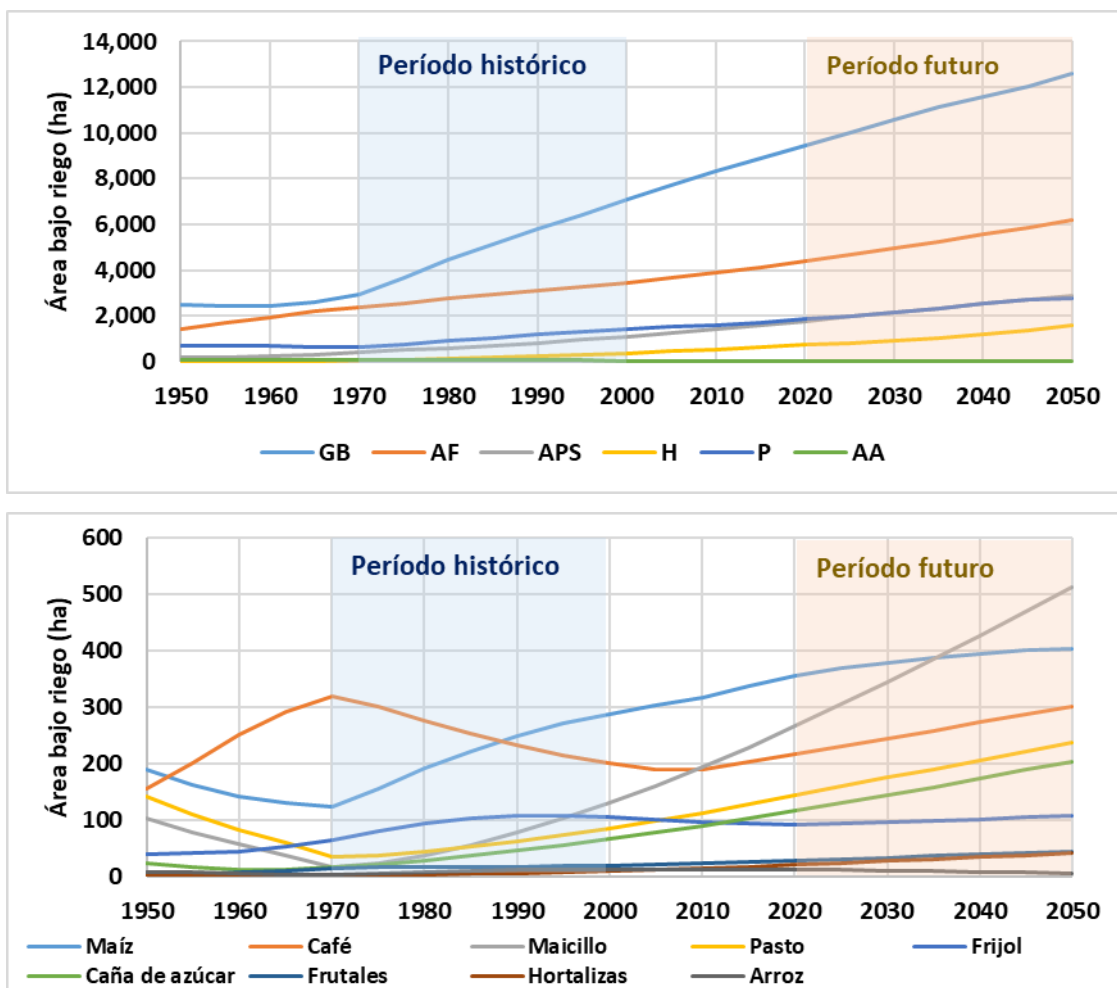 14,000
12,000
10,000
8,000
6,000
4,000
2,000
0
Área bajo riego (ha)
Período histórico
Período futuro
1950 1960 1970 1980 1990 2000 2010 2020 2030 2040 2050
GB AF APS H P AA
600
500
400
300
200
100
0
Área bajo riego (ha)
Período histórico
Período futuro
1950 1960 1970 1980 1990 2000 2010 2020 2030 2040 2050
Maíz Café Maicillo Pasto Frijol
Caña de azúcar Frutales Hortalizas Arroz